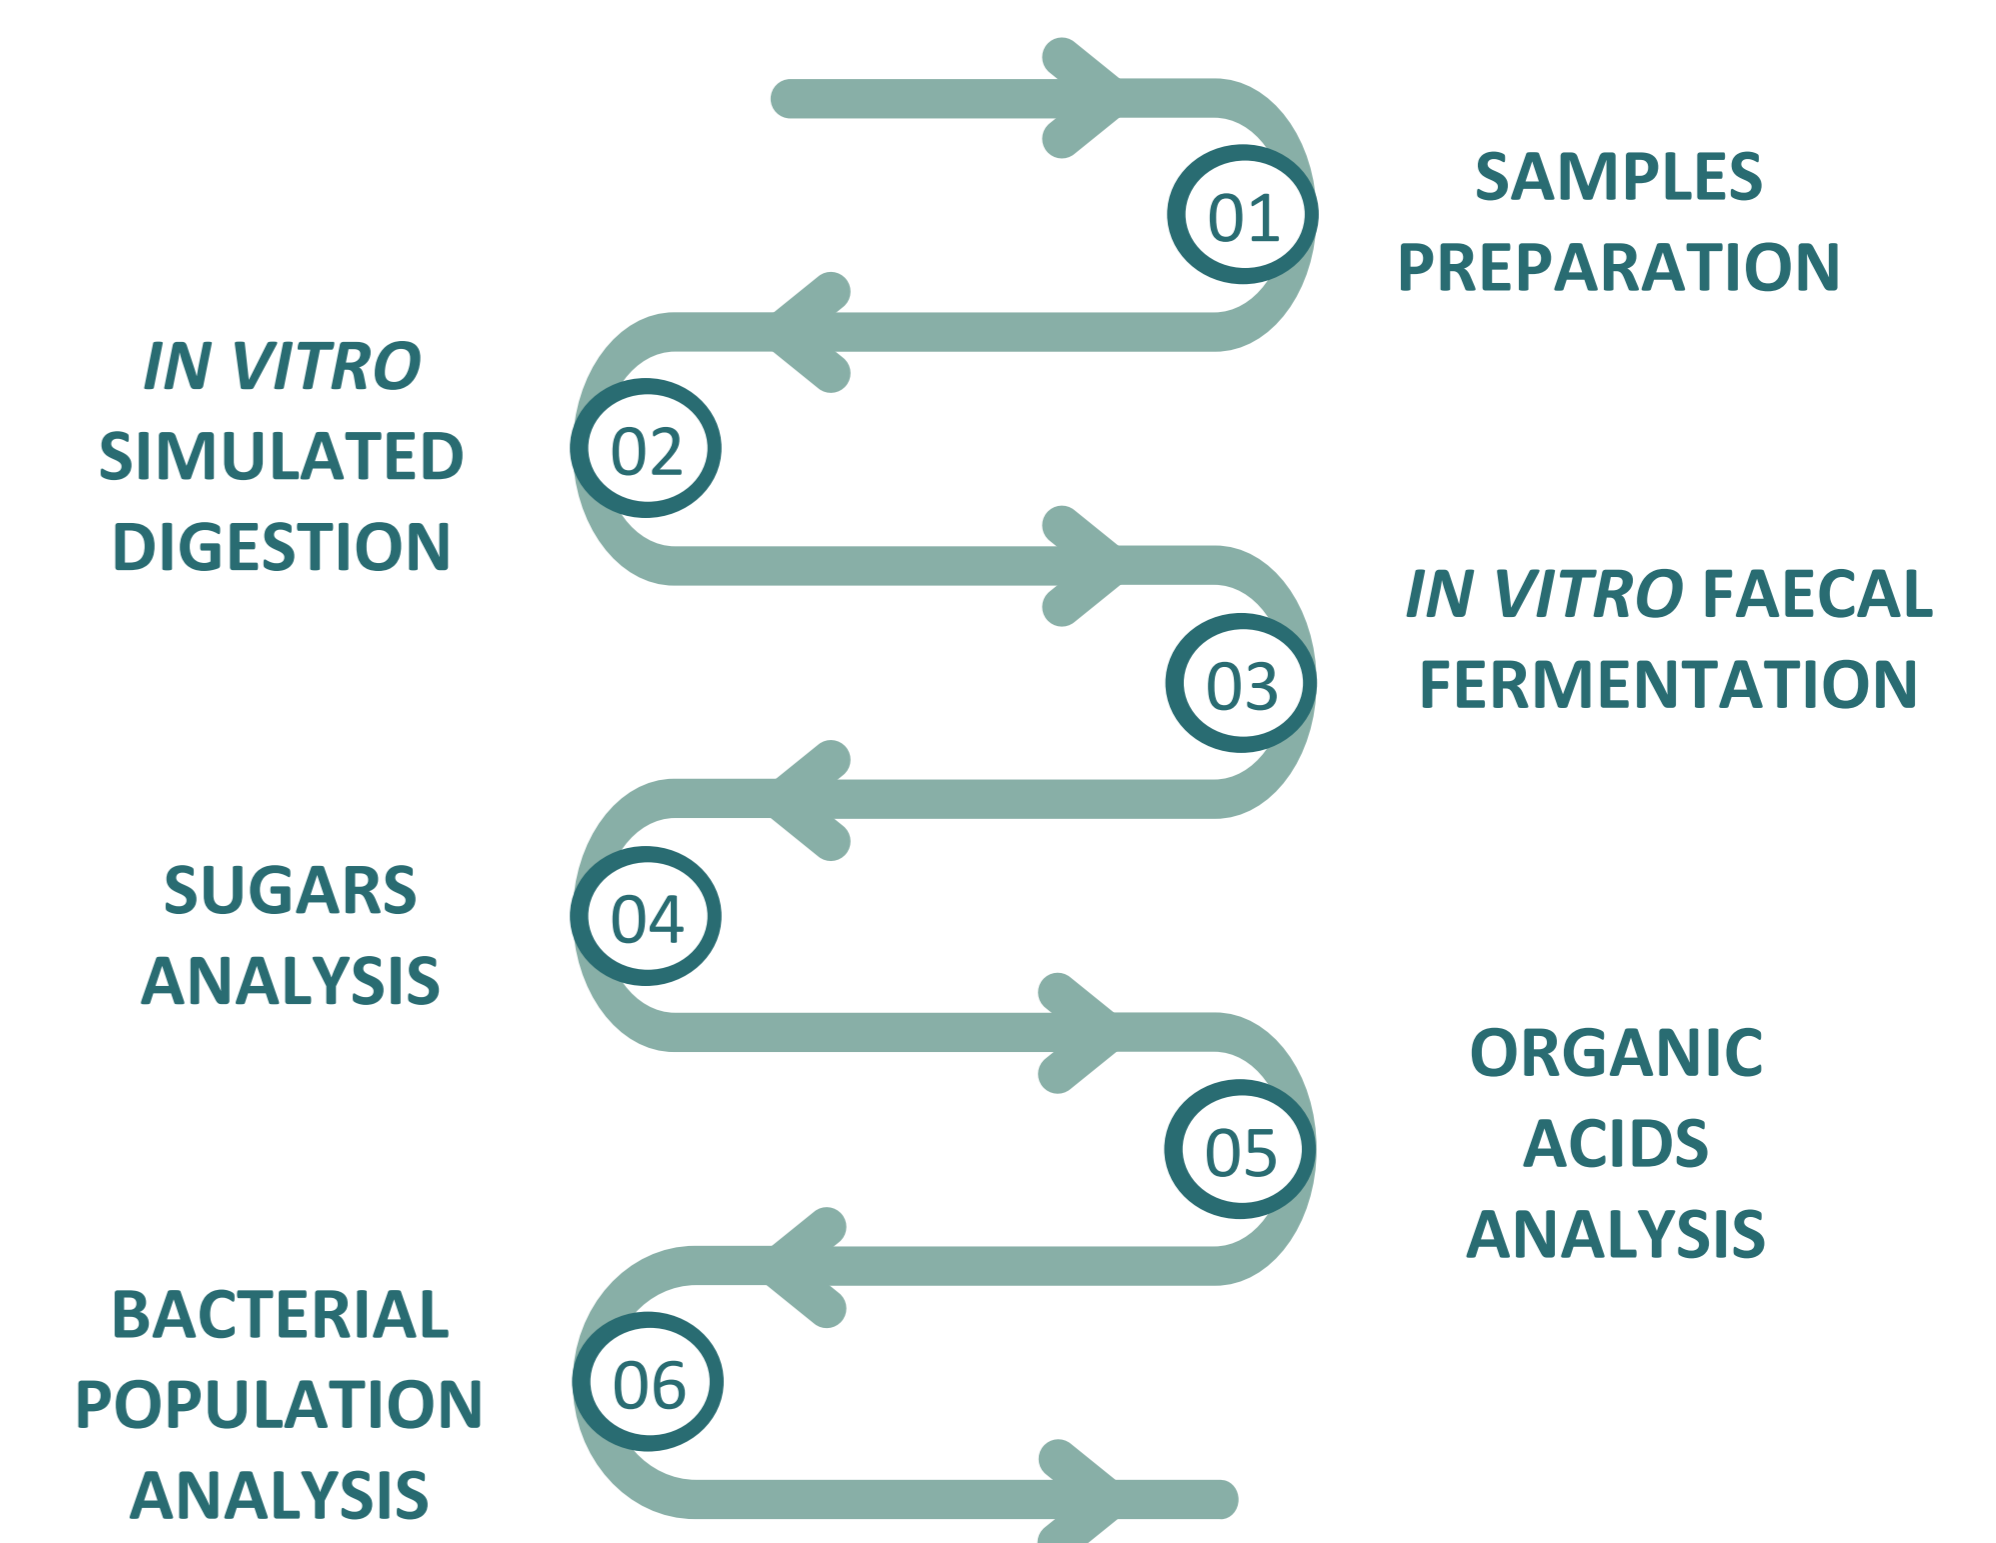 01
SAMPLES
PREPARATION
IN VITRO
SIMULATED
DIGESTION
02
03
IN VITRO FAECAL
FERMENTATION
SUGARS
ANALYSIS
04
05
ORGANIC
ACIDS
ANALYSIS
BACTERIAL
POPULATION
ANALYSIS
06